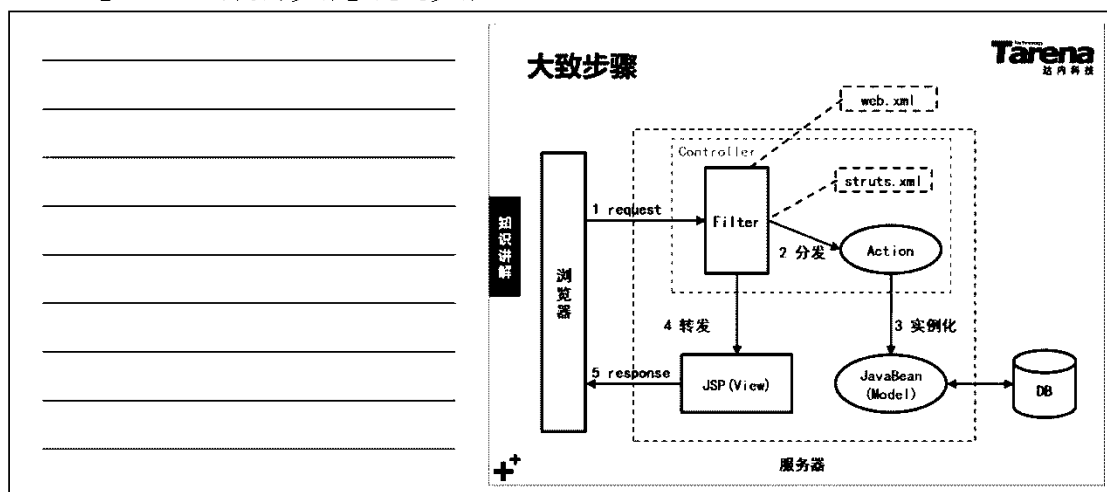 大致步骤
Tarena
达内科技
web.xml
Controller
struts.xml
1 request
Filter
2 分发
Action
知识讲解
浏览器
4 转发
3 实例化
5 response
JSP(View)
JavaBean
(Model)
DB
服务器